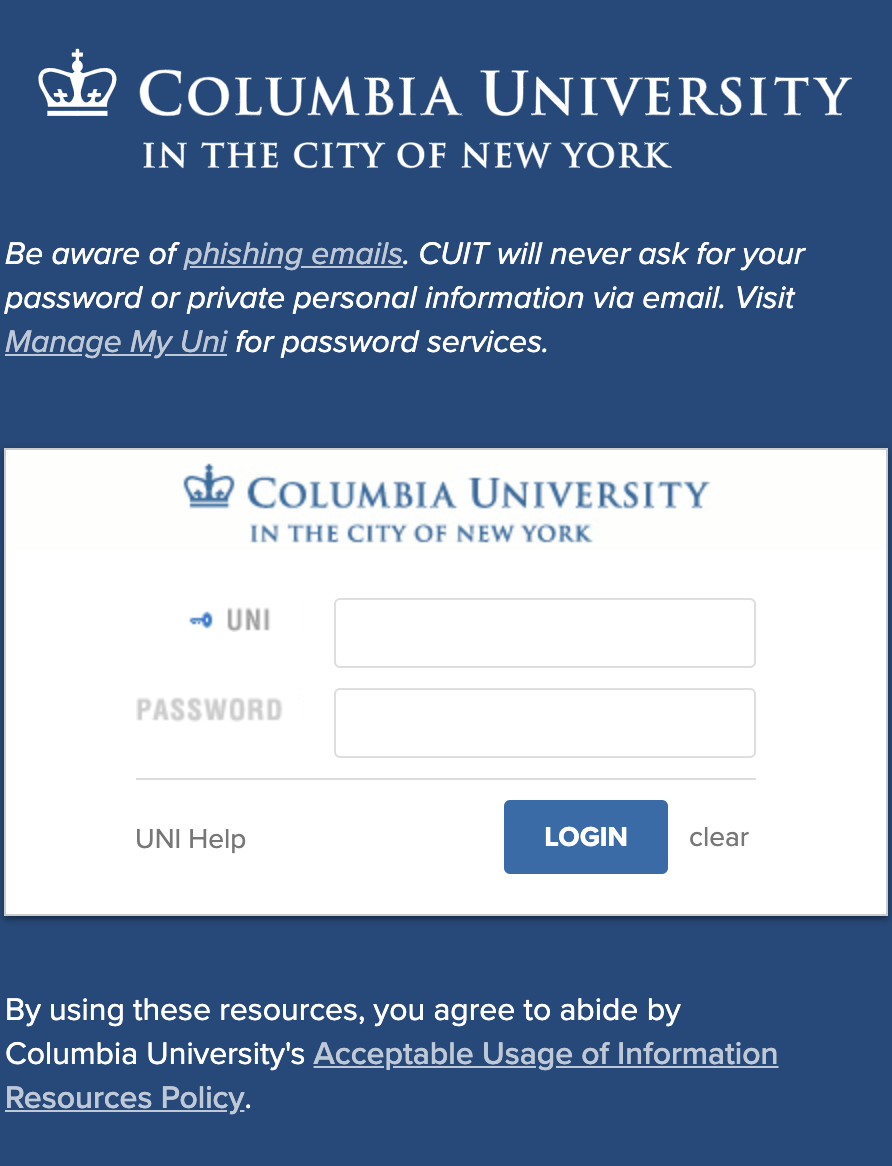 COLUMBIA UNIVERSITY
IN THE CITY OF NEW YORK
Be aware of phishing emails. CUIT will never ask for your
password or private personal information via email. Visit
Manage My Uni for password services.
COLUMBIA UNIVERSITY
IN THE CITY OF NEW YORK
UNI
PASSWORD
UNI Help
LOGIN
clear
By using these resources, you agree to abide by
Columbia University's Acceptable Usage of Information
Resources Policy.